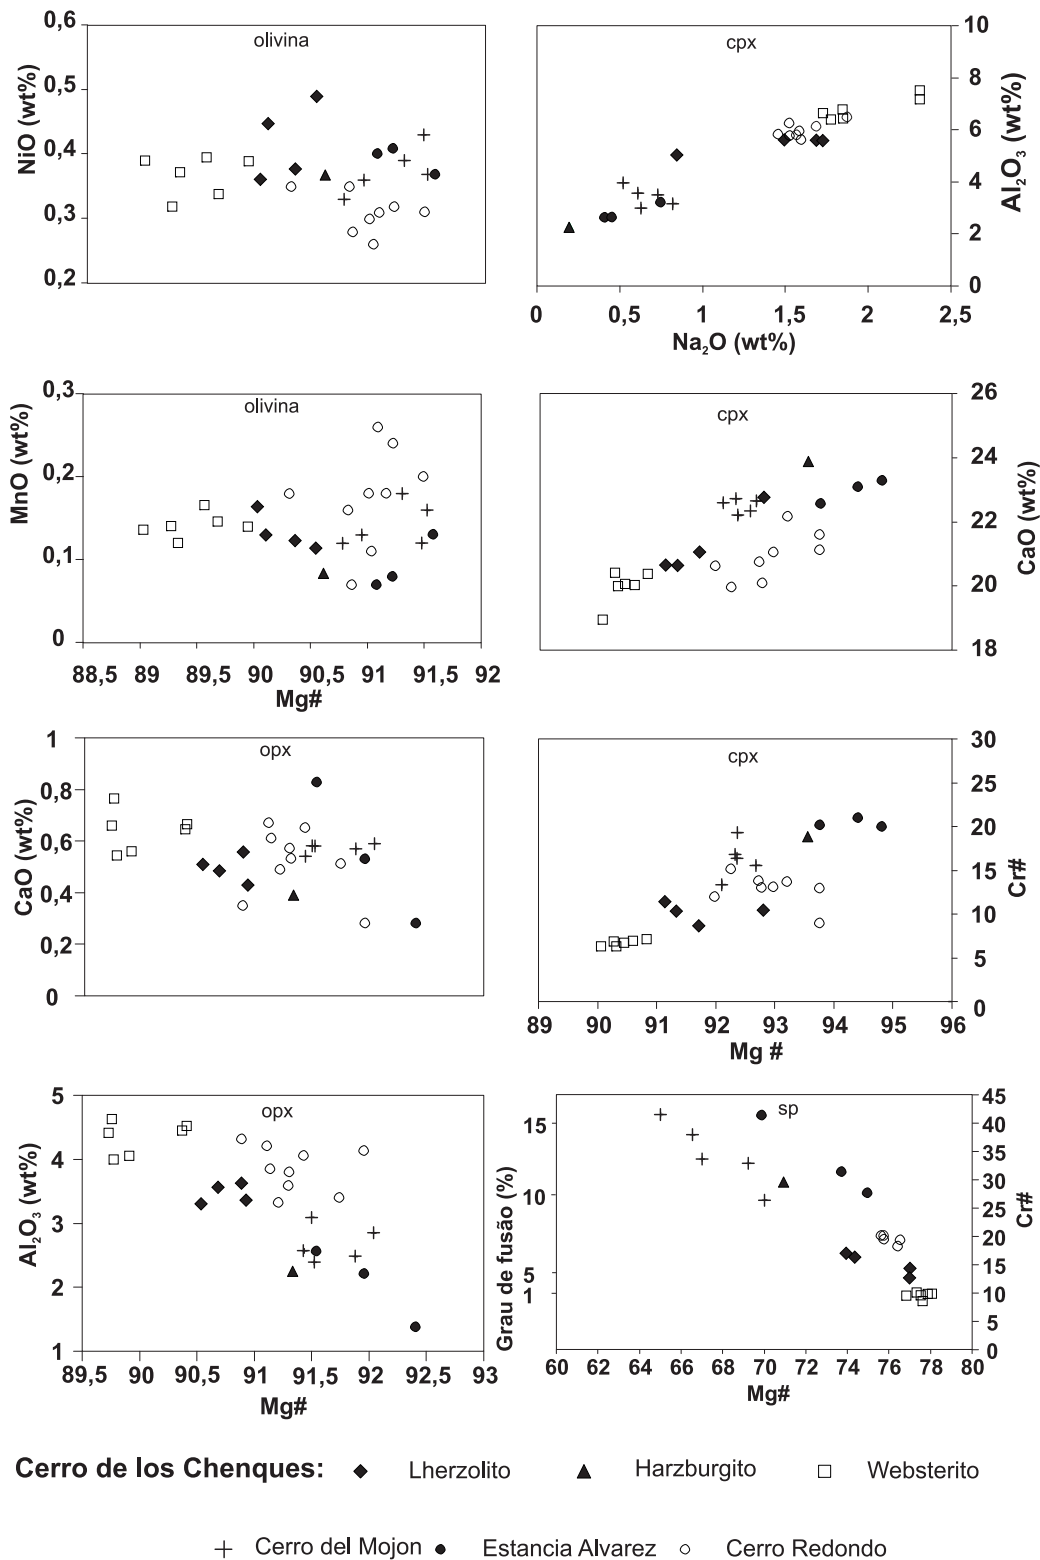 0,6
0,5
0,4
0,3
0,2
NiO (wt%)
olivina
10
8
6
4
2
0
Al₂O₃ (wt%)
cpx
0 0,5 1 1,5 2 2,5
Na₂O (wt%)
0,3
0,2
0,1
0
MnO (wt%)
olivina
88,5 89 89,5 90 90,5 91 91,5 92
Mg#
26
24
22
20
18
CaO (wt%)
cpx
1
0,8
0,6
0,4
0,2
0
CaO (wt%)
opx
30
25
20
15
10
5
0
Cr#
cpx
89 90 91 92 93 94 95 96
Mg #
5
4
3
2
1
Al₂O₃ (wt%)
opx
89,5 90 90,5 91 91,5 92 92,5 93
Mg#
15
10
5
1
Grau de fusão (%)
sp
45
40
35
30
25
20
15
10
5
0
Cr#
60 62 64 66 68 70 72 74 76 78 80
Mg#
Cerro de los Chenques: Lherzolito Harzburgito Websterito
Cerro del Mojon Estancia Alvarez Cerro Redondo